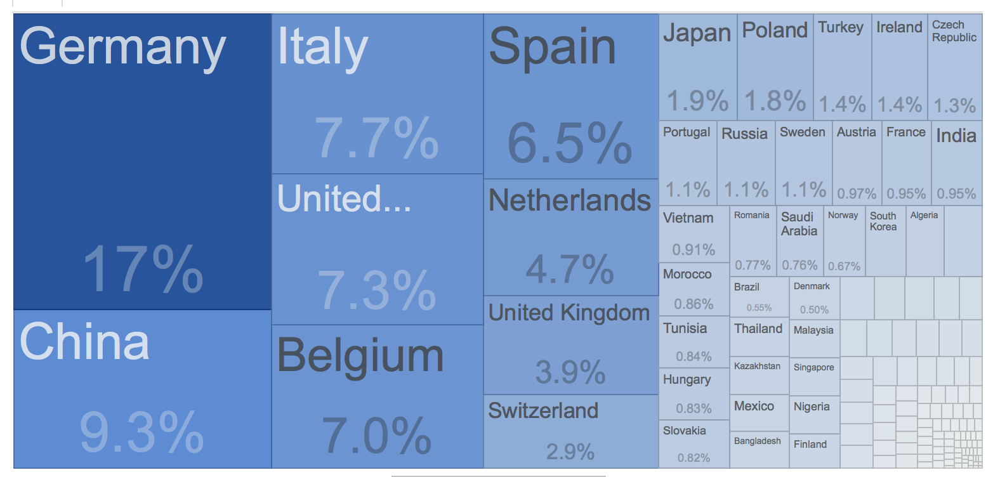 Germany
17%
China
9.3%
Italy
7.7%
United...
7.3%
Belgium
7.0%
Spain
6.5%
Netherlands
4.7%
United Kingdom
3.9%
Switzerland
2.9%
Japan
1.9%
Poland
1.8%
Turkey
1.4%
Ireland
1.4%
Czech
Republic
1.3%
Portugal
1.1%
Russia
1.1%
Sweden
1.1%
Austria
0.97%
France
0.95%
India
0.95%
Vietnam
0.91%
Morocco
0.86%
Tunisia
0.84%
Hungary
0.83%
Slovakia
0.82%
Romania
0.77%
Saudi
Arabia
0.76%
Norway
0.67%
South
Korea
Algeria
Brazil
0.55%
Denmark
0.50%
Thailand
Kazakhstan
Mexico
Bangladesh
Malaysia
Singapore
Nigeria
Finland